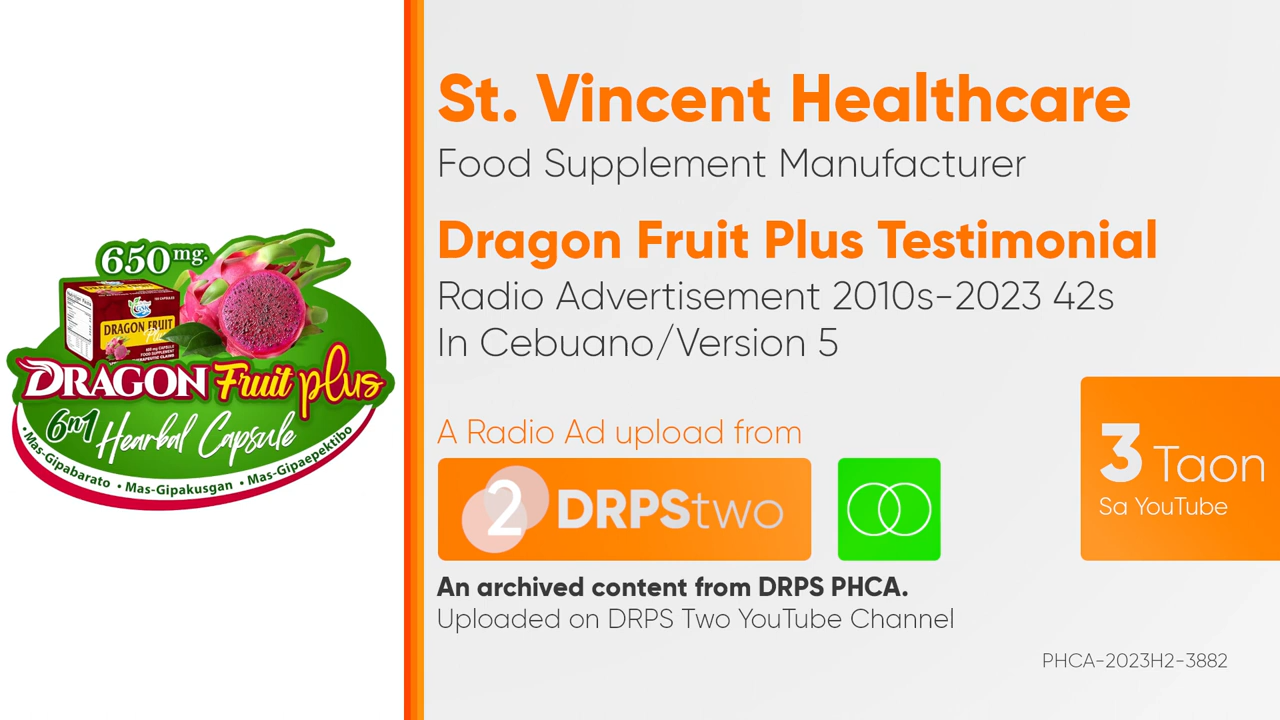 650 mg.
DRAGON FRUIT
DRAGON Fruit plus
6n1 Hearbal Capsule
• Mas-Gipabarato • Mas-Gipakusgan • Mas-Gipaepektibo
St. Vincent Healthcare
Food Supplement Manufacturer
Dragon Fruit Plus Testimonial
Radio Advertisement 2010s-2023 42s
In Cebuano/Version 5
A Radio Ad upload from
2 DRPStwo
3 Taon
Sa YouTube
An archived content from DRPS PHCA.
Uploaded on DRPS Two YouTube Channel
PHCA-2023H2-3882